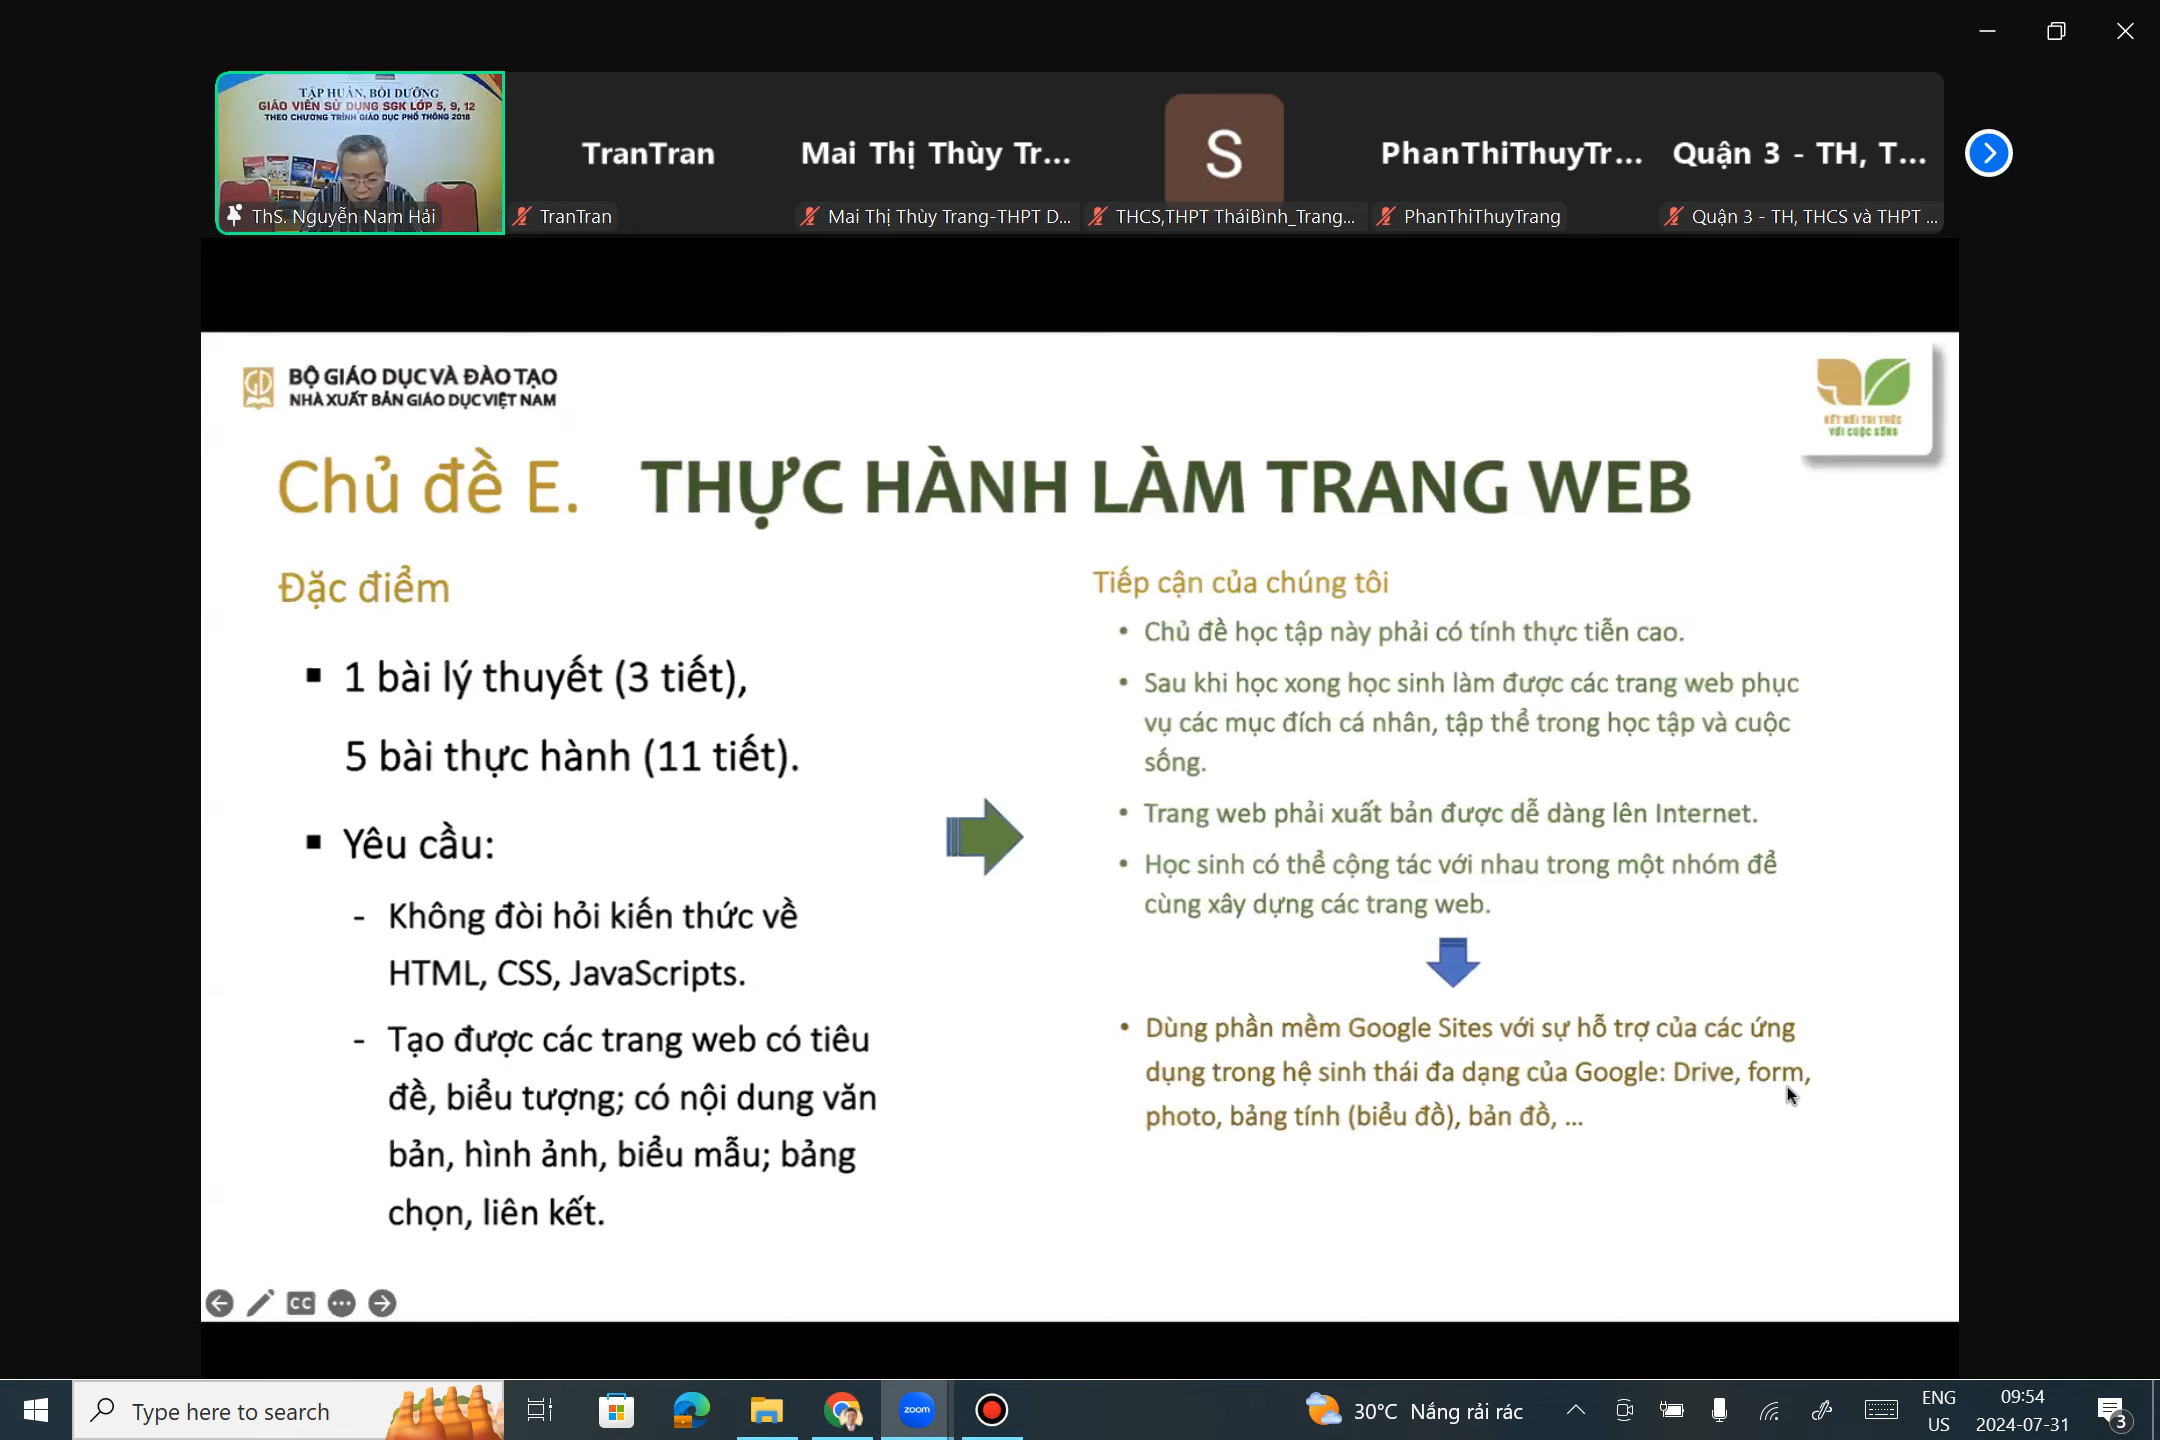 TẬP HUẤN, BỒI DƯỠNG
GIÁO VIÊN SỬ DỤNG SGK LỚP 5, 9, 12
THEO CHƯƠNG TRÌNH GIÁO DỤC PHỔ THÔNG 2018
ThS. Nguyễn Nam Hải
TranTran
TranTran
Mai Thị Thùy Tr...
Mai Thị Thùy Trang-THPT D...
S
THCS,THPT TháiBình_Trang...
PhanThiThuyTr...
PhanThiThuyTrang
Quận 3 - TH, T...
Quận 3 - TH, THCS và THPT ...
BỘ GIÁO DỤC VÀ ĐÀO TẠO
NHÀ XUẤT BẢN GIÁO DỤC VIỆT NAM
KẾT NỐI TRI THỨC
VỚI CUỘC SỐNG
Chủ đề E. THỰC HÀNH LÀM TRANG WEB
Đặc điểm
▪ 1 bài lý thuyết (3 tiết),
5 bài thực hành (11 tiết).
▪ Yêu cầu:
- Không đòi hỏi kiến thức về
HTML, CSS, JavaScripts.
- Tạo được các trang web có tiêu
đề, biểu tượng; có nội dung văn
bản, hình ảnh, biểu mẫu; bảng
chọn, liên kết.
Tiếp cận của chúng tôi
• Chủ đề học tập này phải có tính thực tiễn cao.
• Sau khi học xong học sinh làm được các trang web phục
vụ các mục đích cá nhân, tập thể trong học tập và cuộc
sống.
• Trang web phải xuất bản được dễ dàng lên Internet.
• Học sinh có thể cộng tác với nhau trong một nhóm để
cùng xây dựng các trang web.
• Dùng phần mềm Google Sites với sự hỗ trợ của các ứng
dụng trong hệ sinh thái đa dạng của Google: Drive, form,
photo, bảng tính (biểu đồ), bản đồ, ...
CC
Type here to search
zoom
30°C Nắng rải rác
ENG
US
09:54
2024-07-31
3